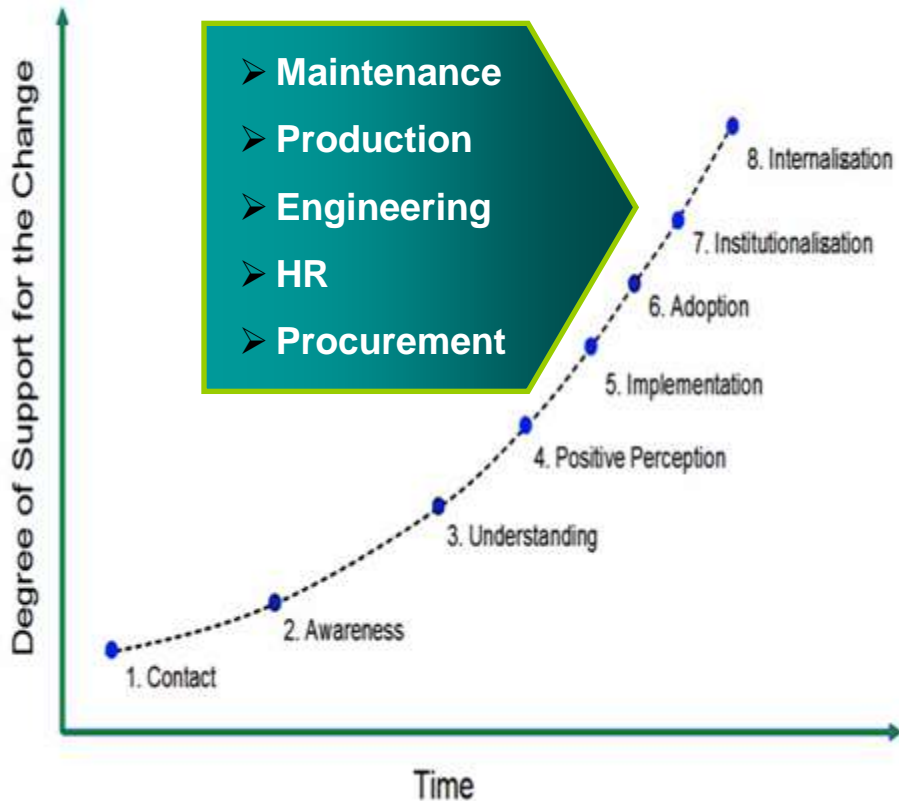 Degree of Support for the Change
➢ Maintenance
➢ Production
➢ Engineering
➢ HR
➢ Procurement
8. Internalisation
7. Institutionalisation
6. Adoption
5. Implementation
4. Positive Perception
3. Understanding
2. Awareness
1. Contact
Time